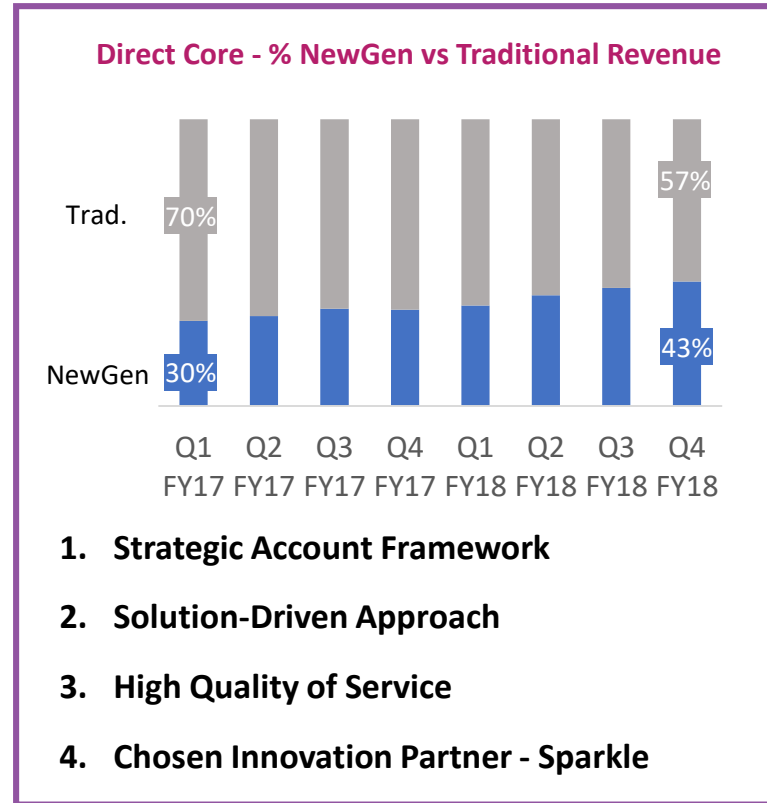 Direct Core - % NewGen vs Traditional Revenue
57%
Trad. 70%
43%
NewGen 30%
Q1 Q2 Q3 Q4 Q1 Q2 Q3 Q4
FY17 FY17 FY17 FY17 FY18 FY18 FY18 FY18
1. Strategic Account Framework
2. Solution-Driven Approach
3. High Quality of Service
4. Chosen Innovation Partner - Sparkle